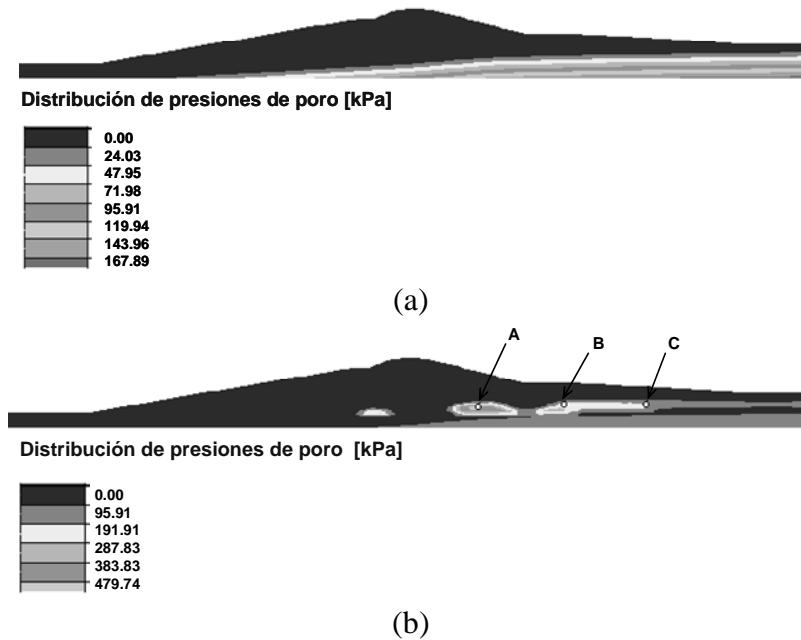 Distribución de presiones de poro [kPa]
0.00
24.03
47.95
71.98
95.91
119.94
143.96
167.89
(a)
A
B
C
Distribución de presiones de poro [kPa]
0.00
95.91
191.91
287.83
383.83
479.74
(b)